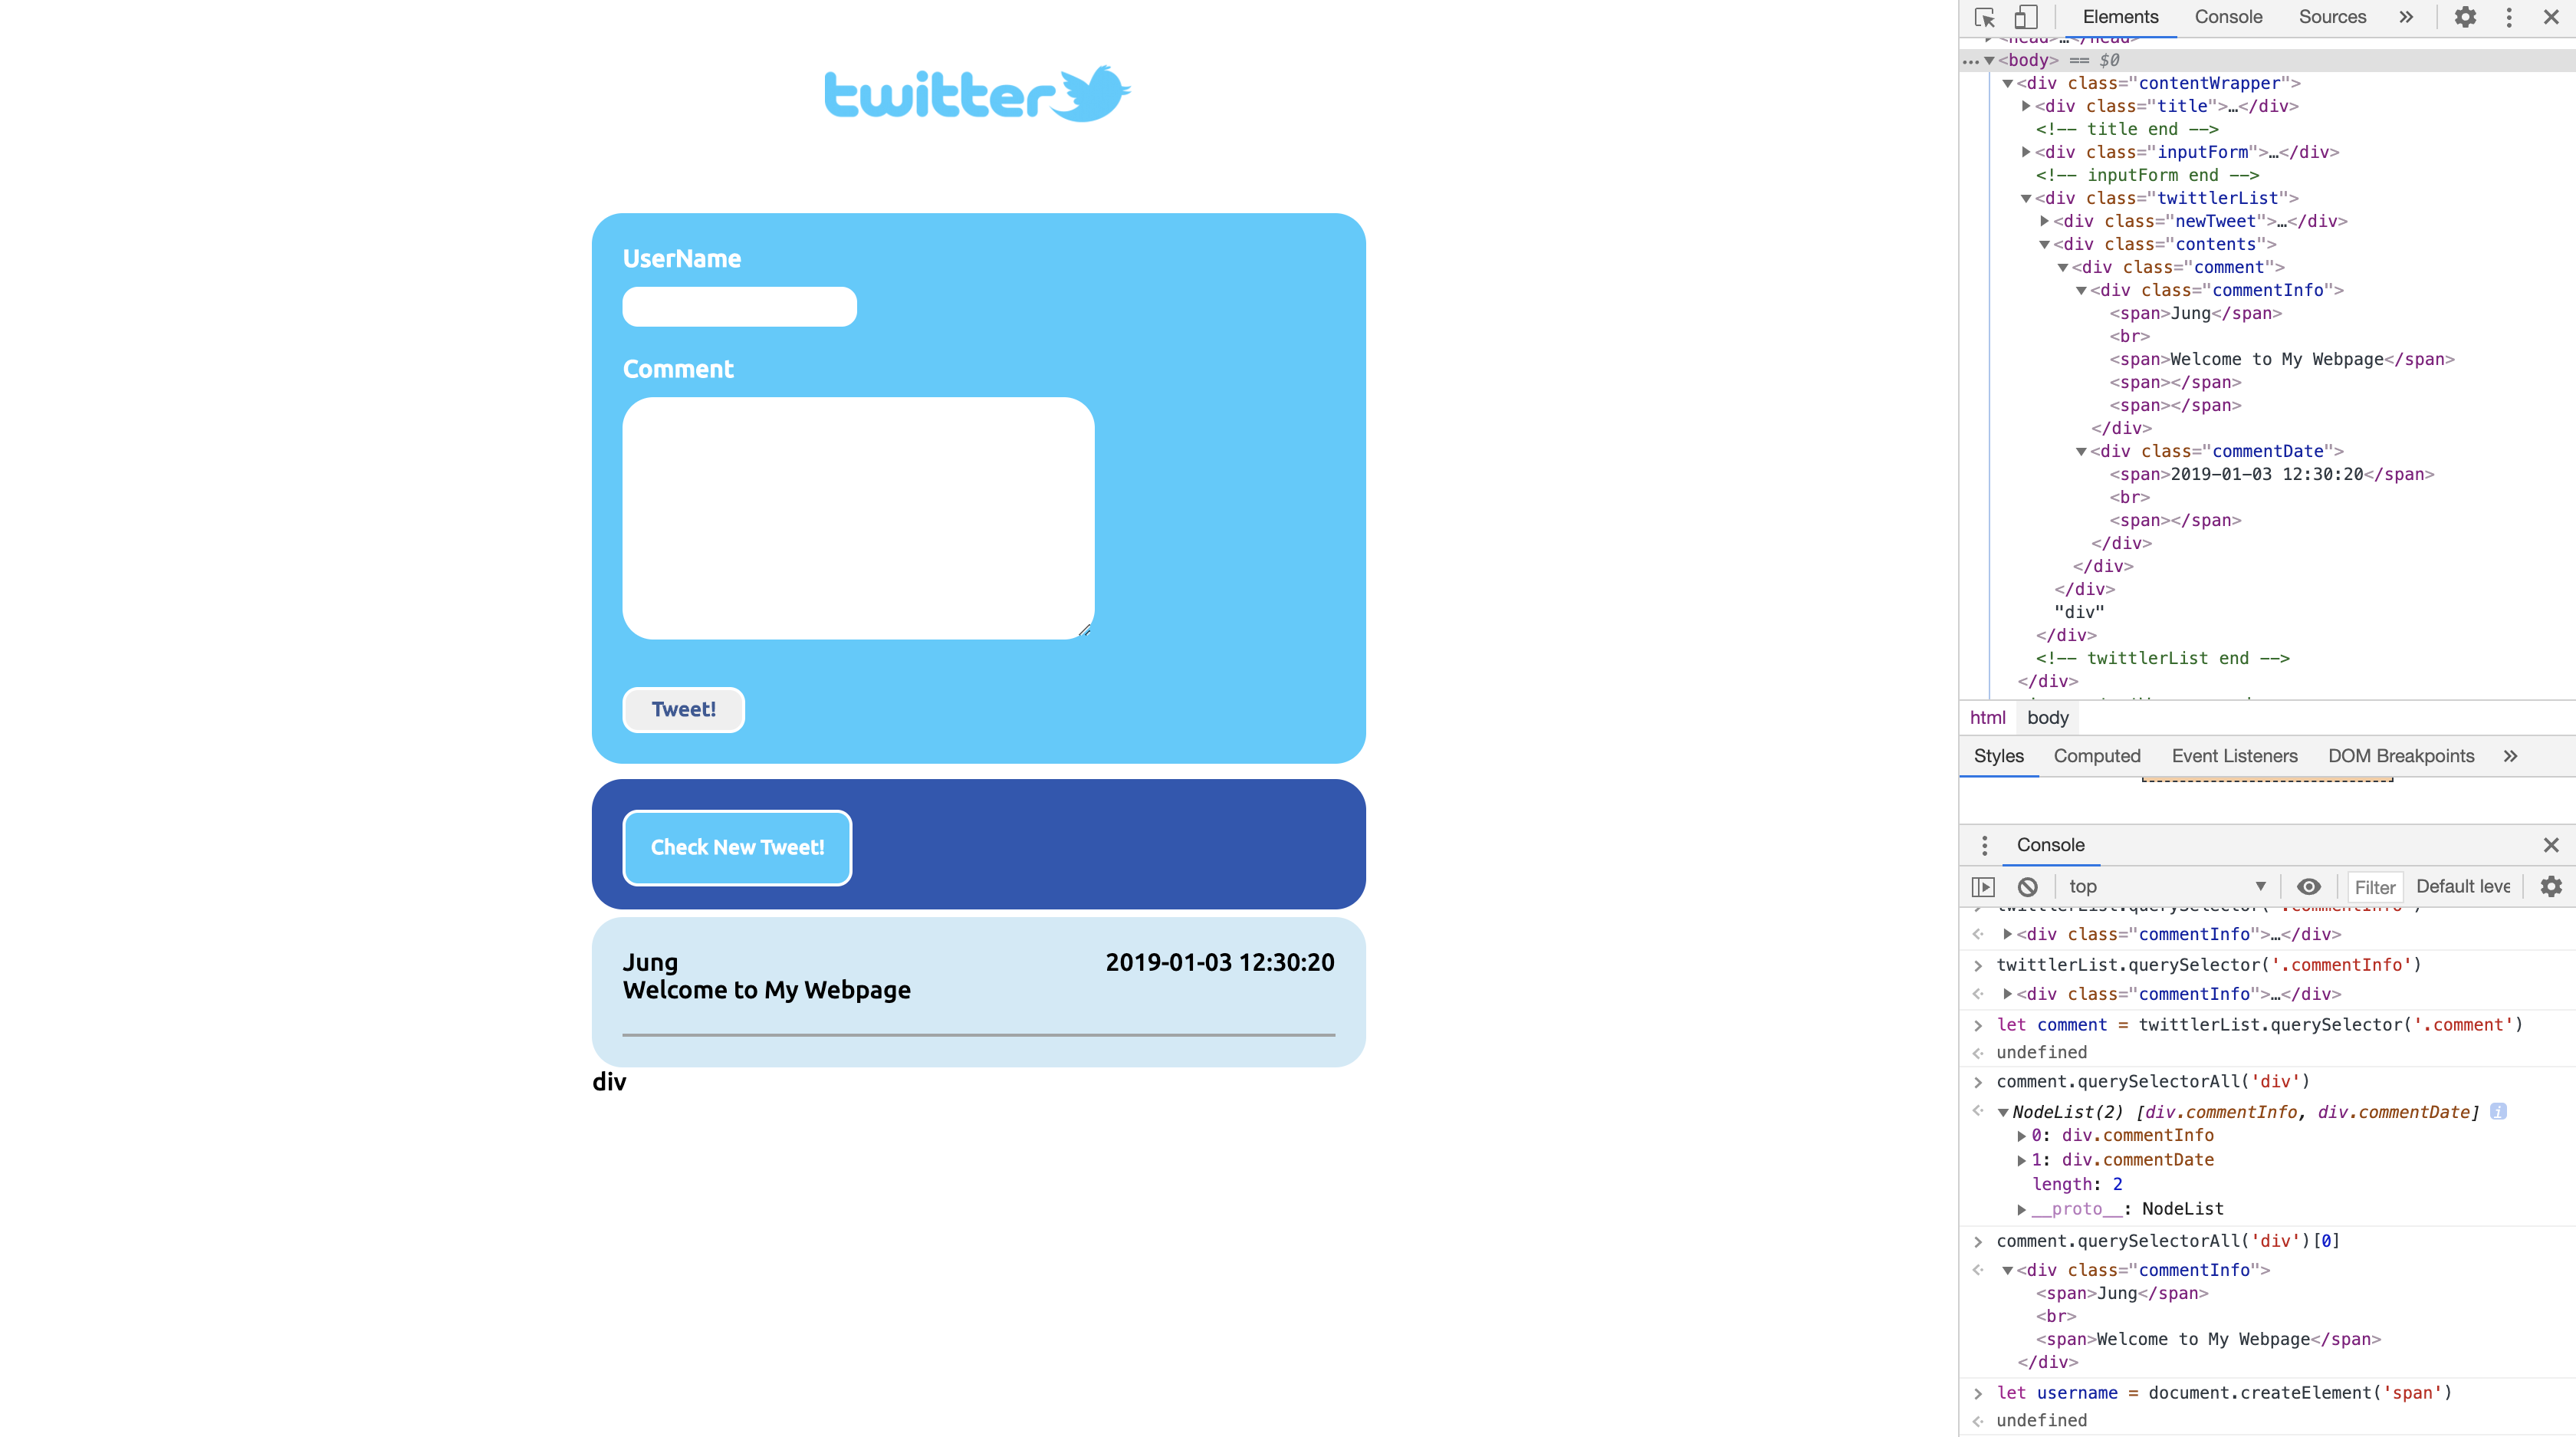 twitter
UserName
Comment
Tweet!
Check New Tweet!
Jung 2019-01-03 12:30:20
Welcome to My Webpage
div
Elements Console Sources »
<body> == $0
<div class="contentWrapper">
<div class="title">…</div>
<!-- title end -->
<div class="inputForm">…</div>
<!-- inputForm end -->
<div class="twittlerList">
<div class="newTweet">…</div>
<div class="contents">
<div class="comment">
<div class="commentInfo">
<span>Jung</span>
<br>
<span>Welcome to My Webpage</span>
<span></span>
<span></span>
</div>
<div class="commentDate">
<span>2019-01-03 12:30:20</span>
<br>
<span></span>
</div>
</div>
</div>
"div"
</div>
<!-- twittlerList end -->
</div>
html body
Styles Computed Event Listeners DOM Breakpoints »
Console
top Filter Default leve
twittlerList.querySelector('.commentInfo')
<div class="commentInfo">…</div>
twittlerList.querySelector('.commentInfo')
<div class="commentInfo">…</div>
let comment = twittlerList.querySelector('.comment')
undefined
comment.querySelectorAll('div')
NodeList(2) [div.commentInfo, div.commentDate] i
0: div.commentInfo
1: div.commentDate
length: 2
__proto__: NodeList
comment.querySelectorAll('div')[0]
<div class="commentInfo">
<span>Jung</span>
<br>
<span>Welcome to My Webpage</span>
</div>
let username = document.createElement('span')
undefined